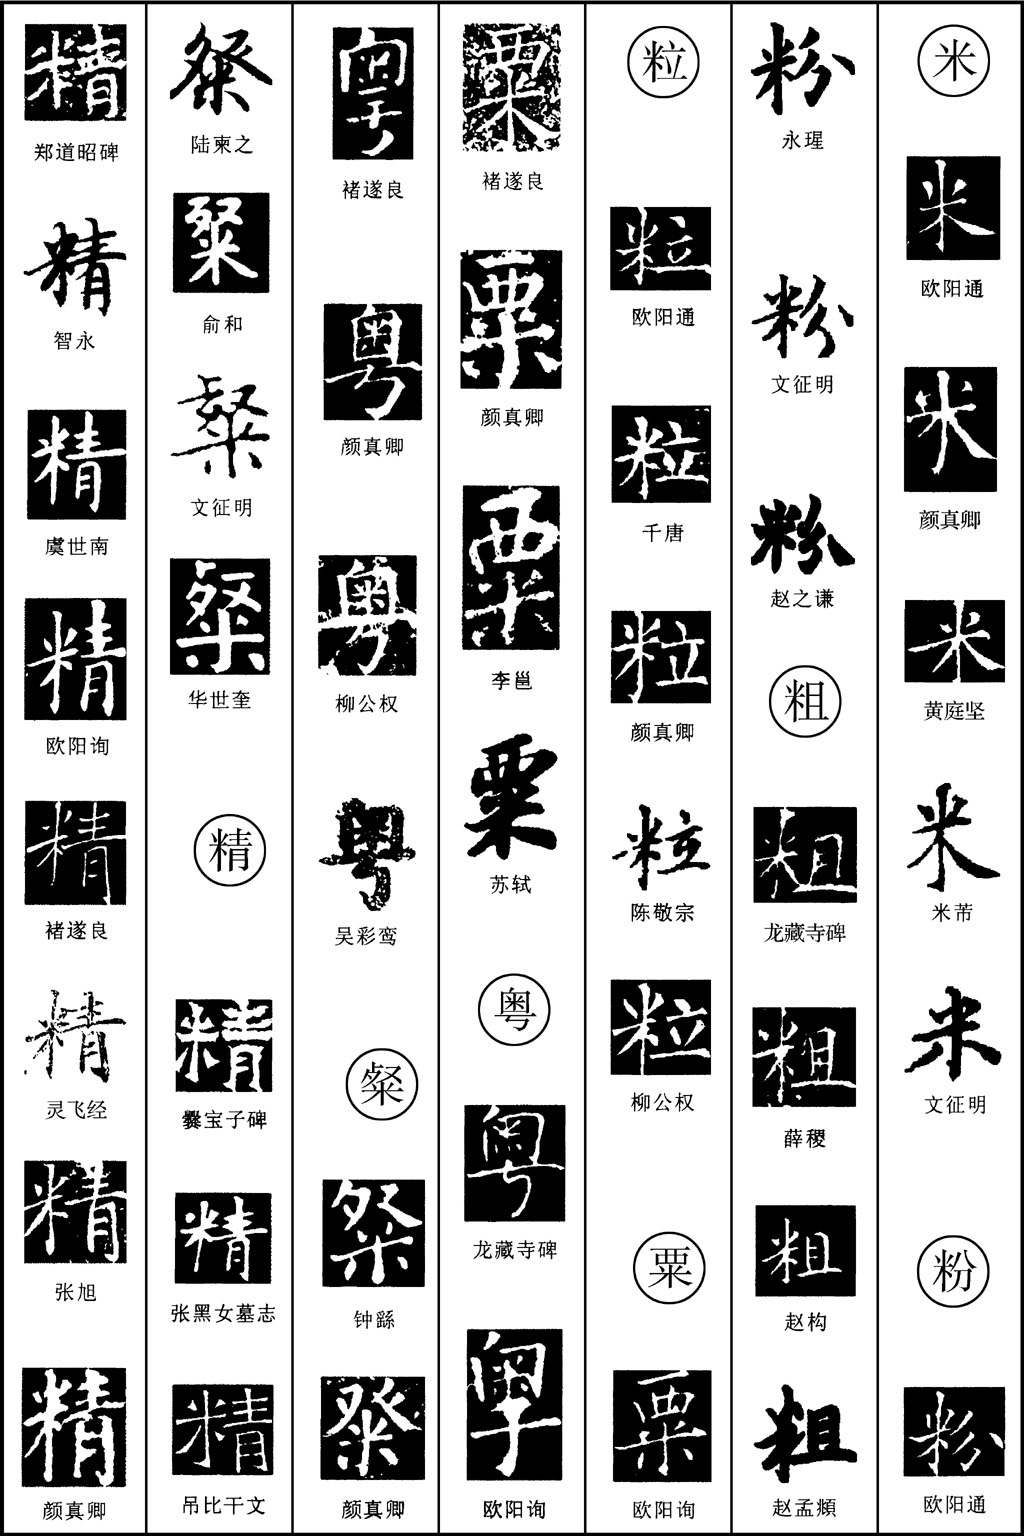 米
米
欧阳通
米
颜真卿
米
黄庭坚
米
米芾
米
文征明
粉
粉
欧阳通
粉
永瑆
粉
文征明
粉
赵之谦
粗
粗
龙藏寺碑
粗
薛稷
粗
赵构
粗
赵孟頫
粒
粒
欧阳通
粒
千唐
粒
颜真卿
粒
陈敬宗
粒
柳公权
粟
粟
欧阳询
粟
褚遂良
粟
颜真卿
粟
李邕
粟
苏轼
粤
粤
龙藏寺碑
粤
欧阳询
粤
褚遂良
粤
颜真卿
粤
柳公权
粤
吴彩鸾
粲
粲
钟繇
粲
颜真卿
粲
陆柬之
粲
俞和
粲
文征明
粲
华世奎
精
精
爨宝子碑
精
张黑女墓志
精
吊比干文
精
郑道昭碑
精
智永
精
虞世南
精
欧阳询
精
褚遂良
精
灵飞经
精
张旭
精
颜真卿